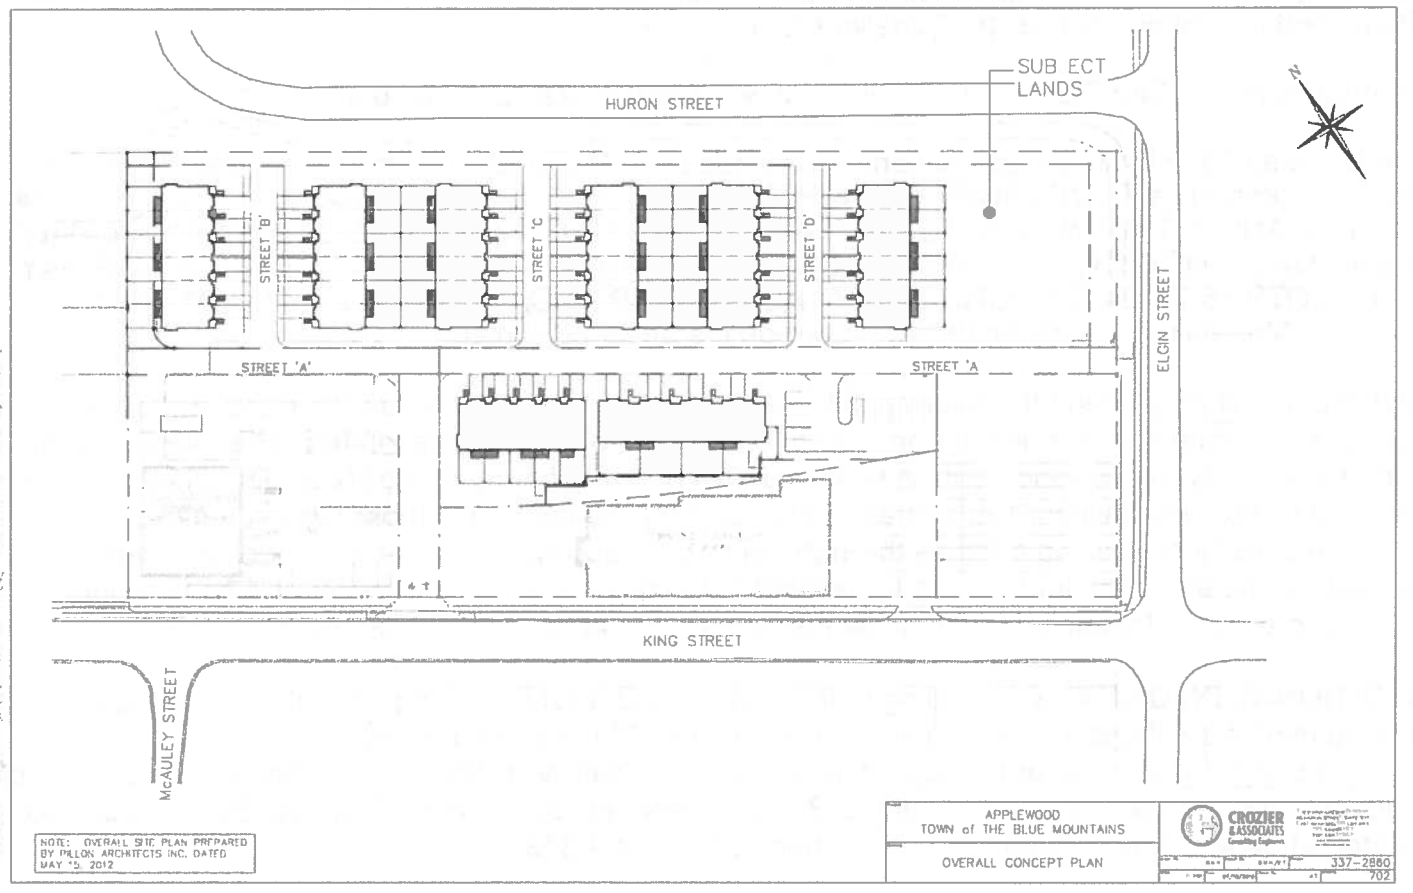 SUB ECT
LANDS
N
HURON STREET
STREET 'B'
STREET 'C
STREET 'D'
ELGIN STREET
STREET 'A'
STREET 'A
KING STREET
McAULEY STREET
NOTE: OVERALL SITE PLAN PREPARED
BY PILLON ARCHITECTS INC. DATED
MAY 15, 2012
APPLEWOOD
TOWN of THE BLUE MOUNTAINS
OVERALL CONCEPT PLAN
CROZIER
& ASSOCIATES
Consulting Engineers
337-2880
702